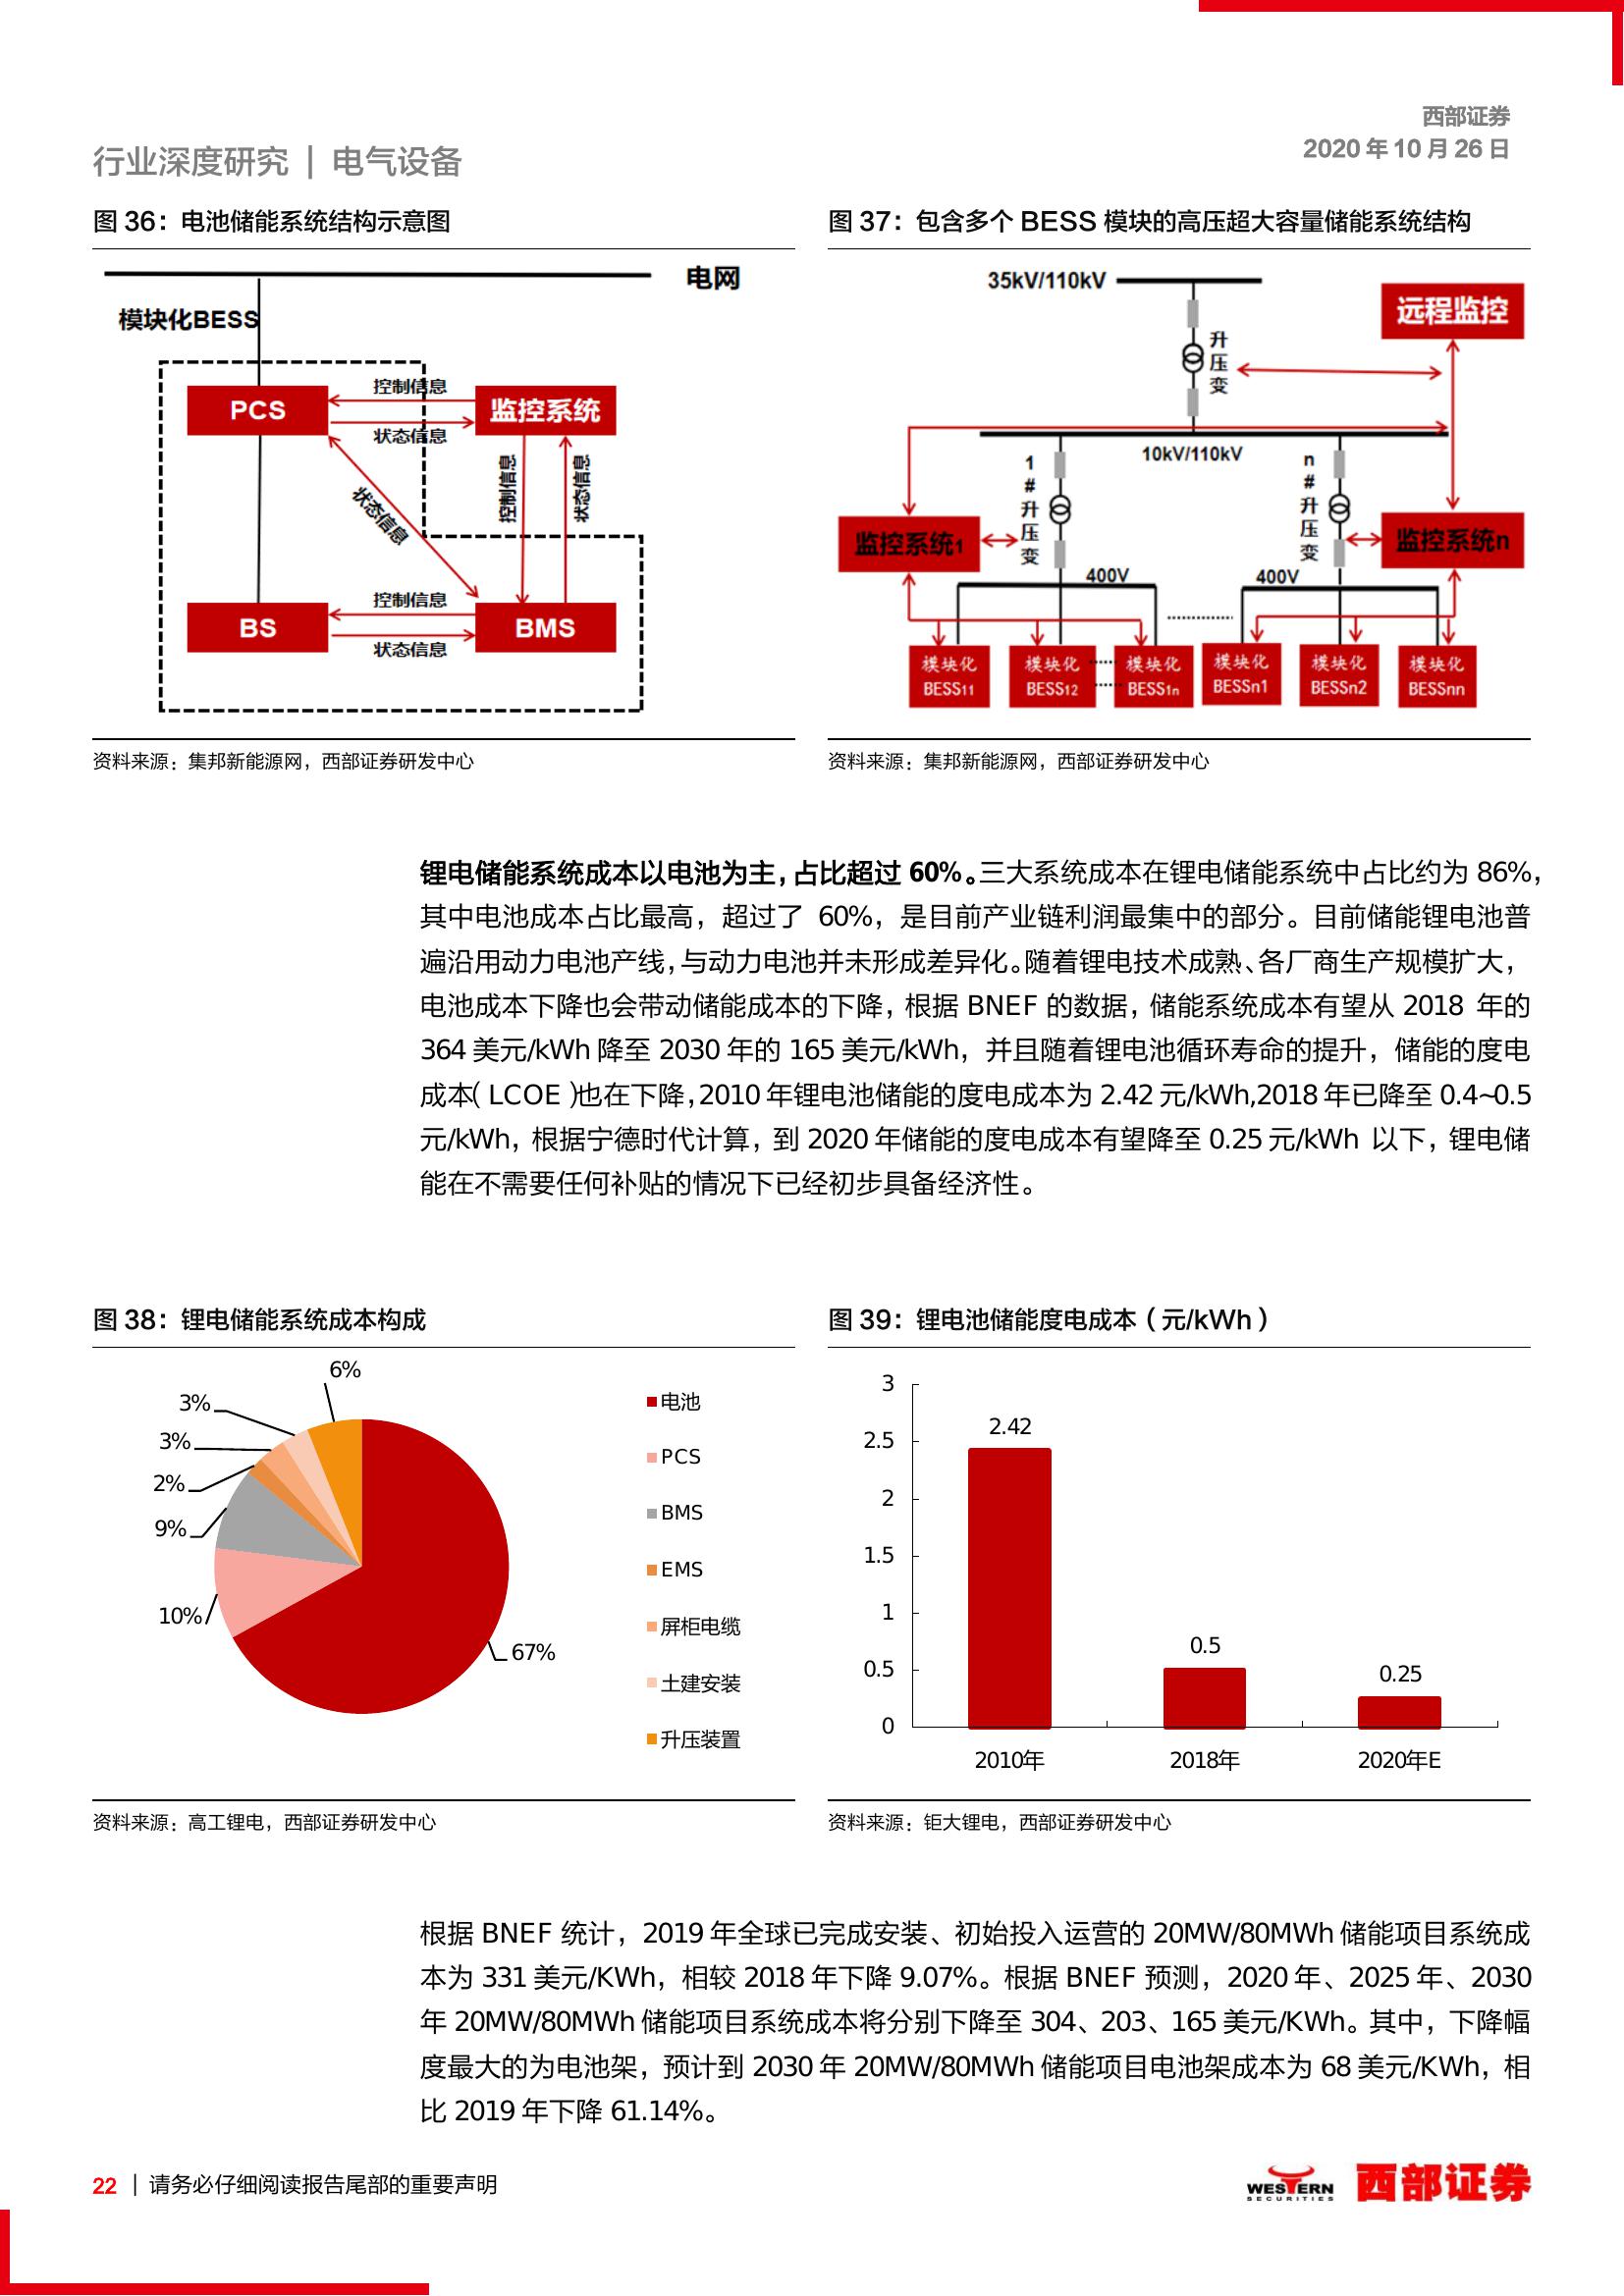 西部证券
2020 年 10 月 26 日
行业深度研究 | 电气设备
图 36：电池储能系统结构示意图
电网
模块化BESS
控制信息
PCS
监控系统
状态信息
控制信息
状态信息
状态信息
控制信息
BS
BMS
状态信息
资料来源：集邦新能源网，西部证券研发中心
图 37：包含多个 BESS 模块的高压超大容量储能系统结构
35kV/110kV
远程监控
升压变
10kV/110kV
1#升压变
n#升压变
监控系统1
监控系统n
400V
400V
模块化
BESS11
模块化
BESS12
模块化
BESS1n
模块化
BESSn1
模块化
BESSn2
模块化
BESSnn
资料来源：集邦新能源网，西部证券研发中心
锂电储能系统成本以电池为主，占比超过 60%。三大系统成本在锂电储能系统中占比约为 86%，
其中电池成本占比最高，超过了 60%，是目前产业链利润最集中的部分。目前储能锂电池普
遍沿用动力电池产线，与动力电池并未形成差异化。随着锂电技术成熟、各厂商生产规模扩大，
电池成本下降也会带动储能成本的下降，根据 BNEF 的数据，储能系统成本有望从 2018 年的
364 美元/kWh 降至 2030 年的 165 美元/kWh，并且随着锂电池循环寿命的提升，储能的度电
成本（LCOE）也在下降，2010 年锂电池储能的度电成本为 2.42 元/kWh,2018 年已降至 0.4~0.5
元/kWh，根据宁德时代计算，到 2020 年储能的度电成本有望降至 0.25 元/kWh 以下，锂电储
能在不需要任何补贴的情况下已经初步具备经济性。
图 38：锂电储能系统成本构成
6%
3%
3%
2%
9%
10%
67%
电池
PCS
BMS
EMS
屏柜电缆
土建安装
升压装置
资料来源：高工锂电，西部证券研发中心
图 39：锂电池储能度电成本（元/kWh）
3
2.5
2
1.5
1
0.5
0
2.42
0.5
0.25
2010年
2018年
2020年E
资料来源：钜大锂电，西部证券研发中心
根据 BNEF 统计，2019 年全球已完成安装、初始投入运营的 20MW/80MWh 储能项目系统成
本为 331 美元/KWh，相较 2018 年下降 9.07%。根据 BNEF 预测，2020 年、2025 年、2030
年 20MW/80MWh 储能项目系统成本将分别下降至 304、203、165 美元/KWh。其中，下降幅
度最大的为电池架，预计到 2030 年 20MW/80MWh 储能项目电池架成本为 68 美元/KWh，相
比 2019 年下降 61.14%。
22 | 请务必仔细阅读报告尾部的重要声明
WESTERN
SECURITIES
西部证券